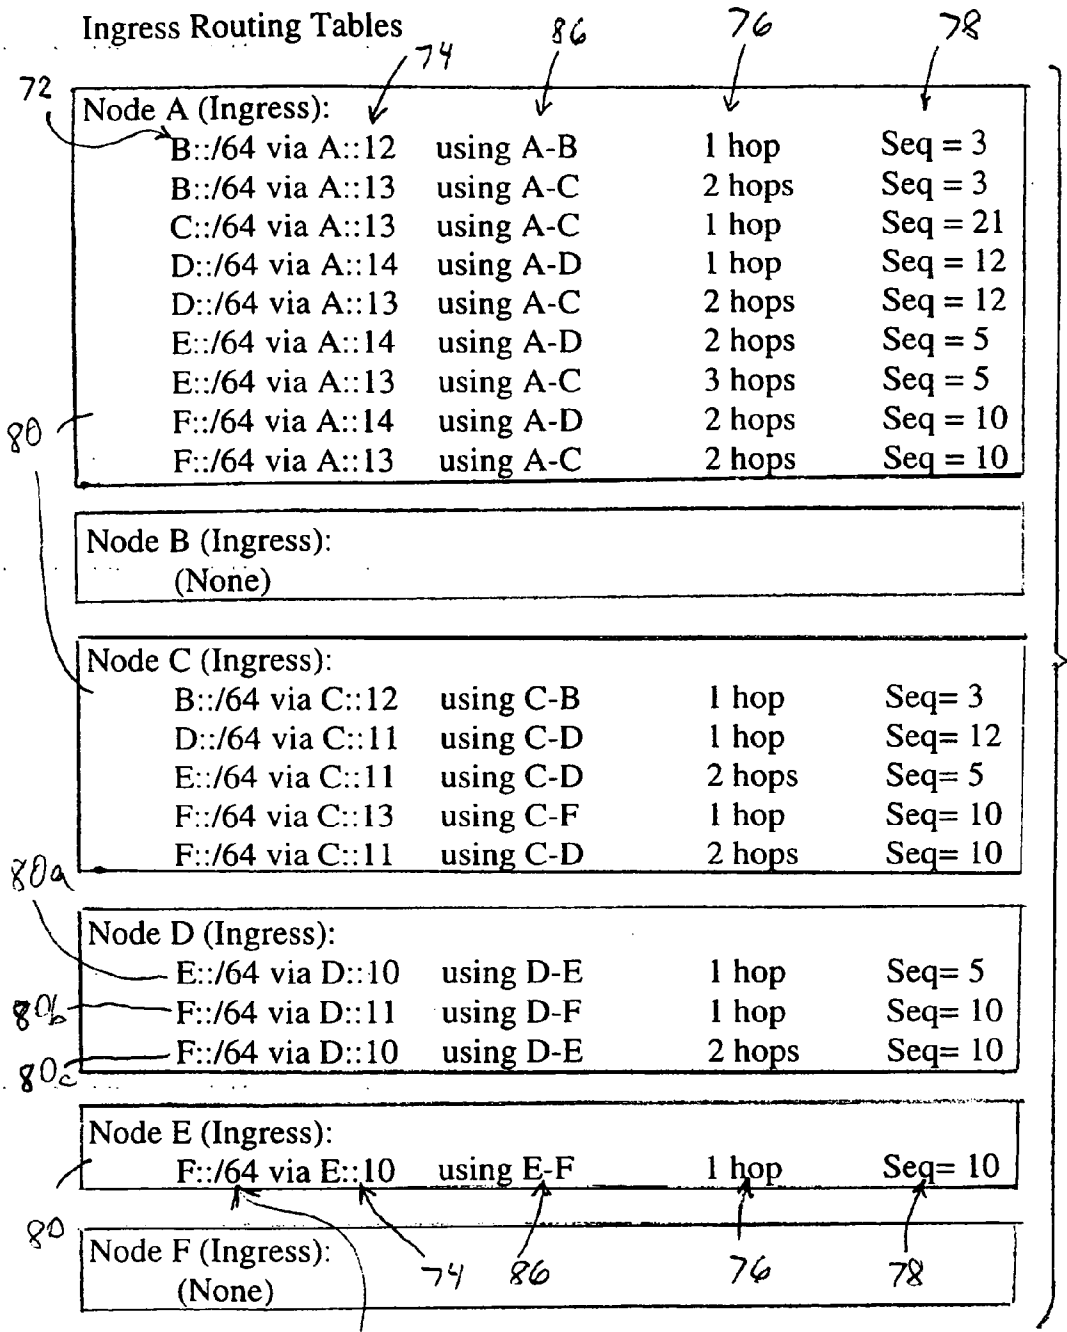 Ingress Routing Tables
74
86
76
78
72
Node A (Ingress):
B::/64 via A::12 using A-B 1 hop Seq = 3
B::/64 via A::13 using A-C 2 hops Seq = 3
C::/64 via A::13 using A-C 1 hop Seq = 21
D::/64 via A::14 using A-D 1 hop Seq = 12
D::/64 via A::13 using A-C 2 hops Seq = 12
E::/64 via A::14 using A-D 2 hops Seq = 5
E::/64 via A::13 using A-C 3 hops Seq = 5
80
F::/64 via A::14 using A-D 2 hops Seq = 10
F::/64 via A::13 using A-C 2 hops Seq = 10
Node B (Ingress):
(None)
Node C (Ingress):
B::/64 via C::12 using C-B 1 hop Seq= 3
D::/64 via C::11 using C-D 1 hop Seq= 12
E::/64 via C::11 using C-D 2 hops Seq= 5
F::/64 via C::13 using C-F 1 hop Seq= 10
F::/64 via C::11 using C-D 2 hops Seq= 10
80a
Node D (Ingress):
E::/64 via D::10 using D-E 1 hop Seq= 5
80b
F::/64 via D::11 using D-F 1 hop Seq= 10
80c
F::/64 via D::10 using D-E 2 hops Seq= 10
Node E (Ingress):
F::/64 via E::10 using E-F 1 hop Seq= 10
80
Node F (Ingress):
(None)
74
86
76
78